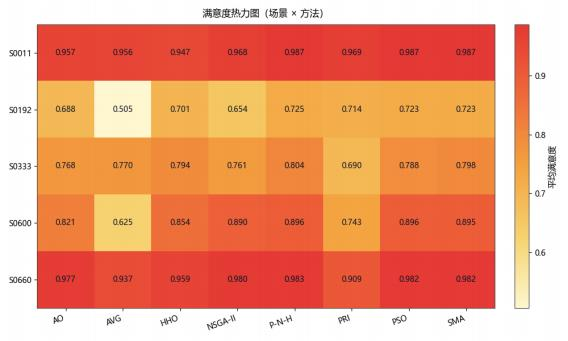 满意度热力图（场景 × 方法）
S0011 0.957 0.956 0.947 0.968 0.987 0.969 0.987 0.987
S0192 0.688 0.505 0.701 0.654 0.725 0.714 0.723 0.723
S0333 0.768 0.770 0.794 0.761 0.804 0.690 0.788 0.798
S0600 0.821 0.625 0.854 0.890 0.896 0.743 0.896 0.895
S0660 0.977 0.937 0.959 0.980 0.983 0.909 0.982 0.982
AO AVG HHO NSGA-II P-N-H PRI PSO SMA
0.9
0.8
0.7
0.6
平均满意度